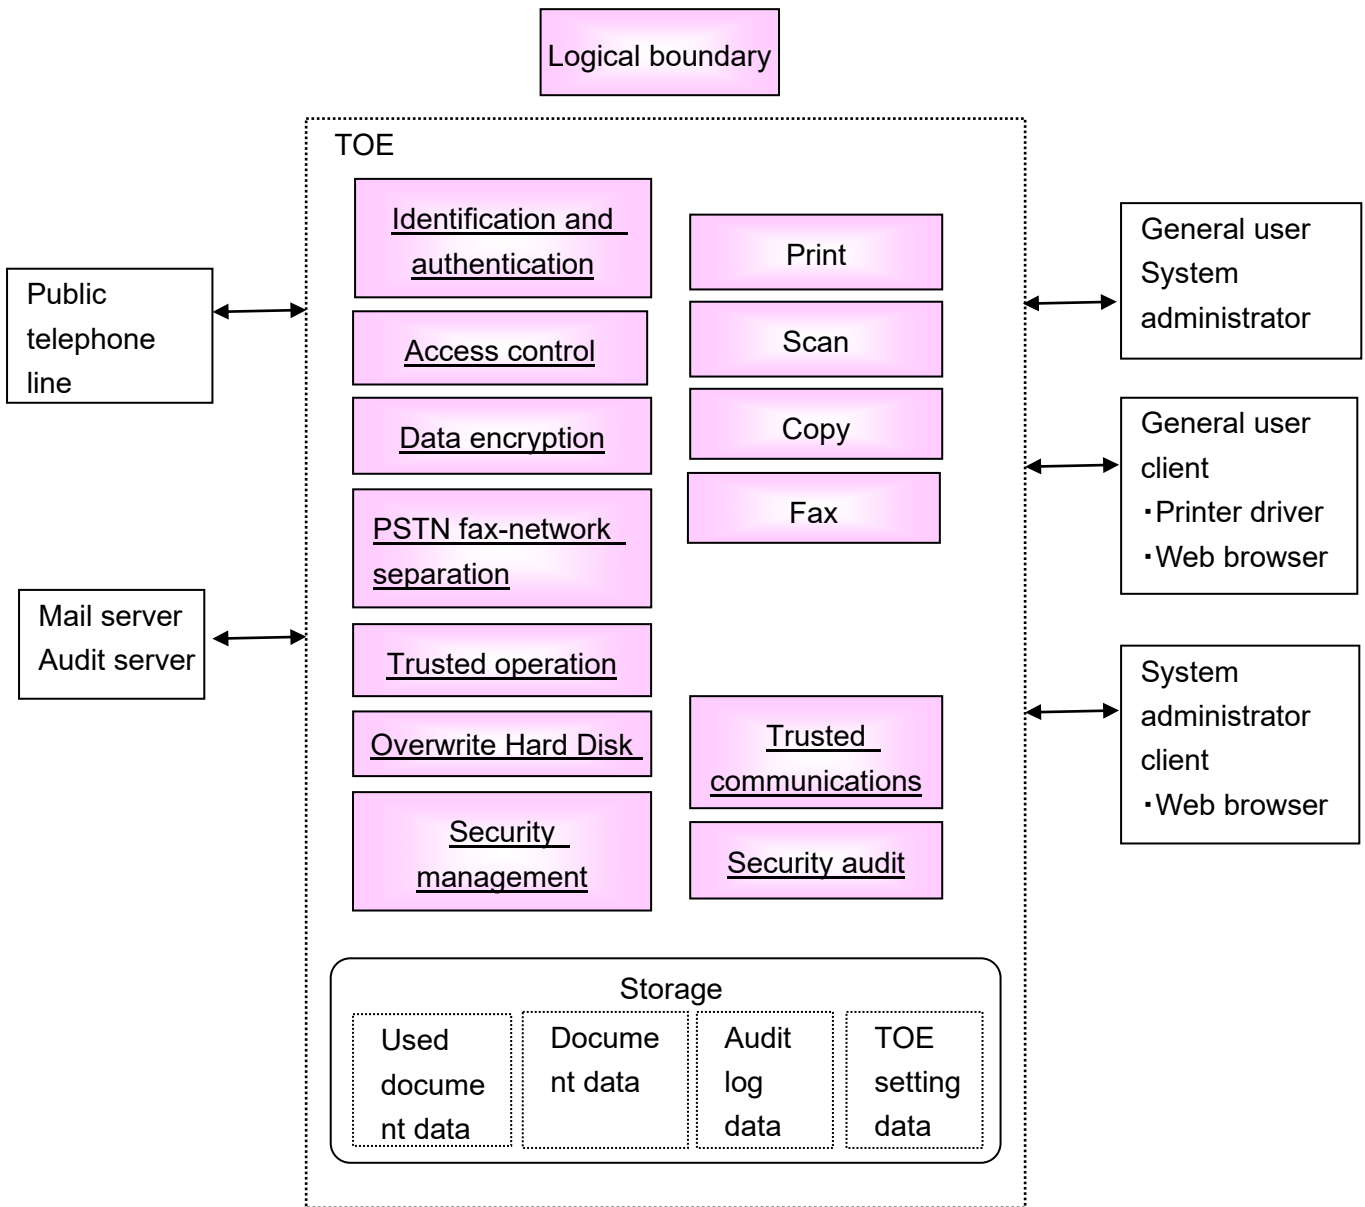 Logical boundary
TOE
Identification and
authentication
Access control
Data encryption
PSTN fax-network
separation
Trusted operation
Overwrite Hard Disk
Security
management
Print
Scan
Copy
Fax
Trusted
communications
Security audit
Public
telephone
line
Mail server
Audit server
General user
System
administrator
General user
client
・Printer driver
・Web browser
System
administrator
client
・Web browser
Storage
Used
docume
nt data
Docume
nt data
Audit
log
data
TOE
setting
data